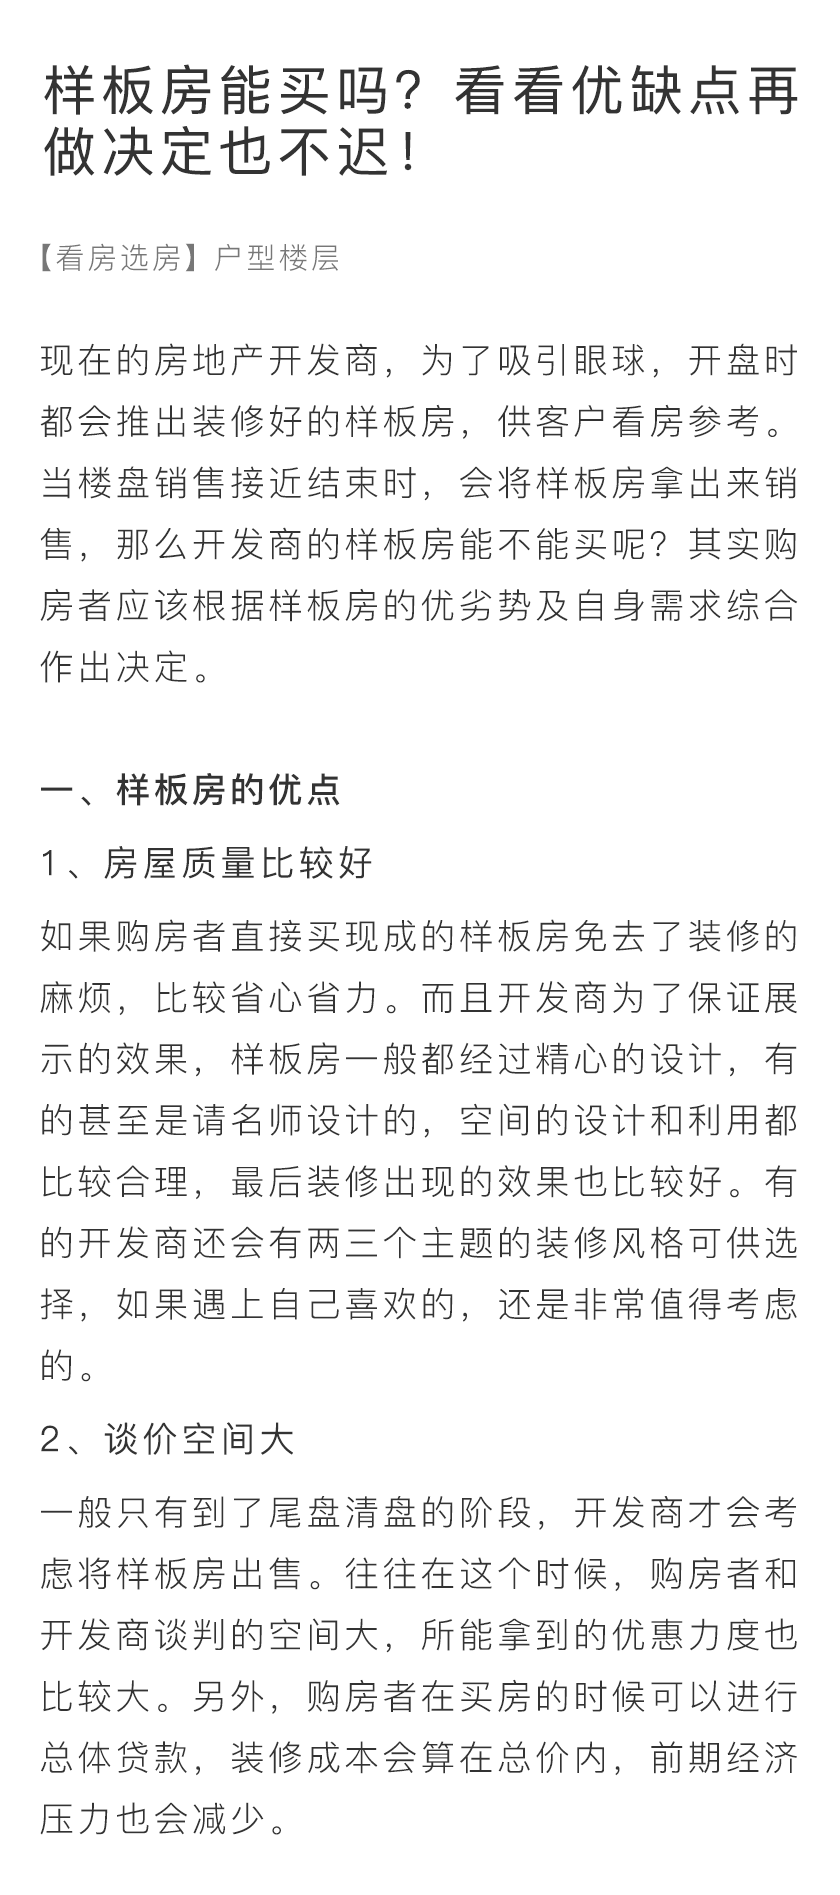 样板房能买吗？看看优缺点再
做决定也不迟！
【看房选房】户型楼层
现在的房地产开发商，为了吸引眼球，开盘时
都会推出装修好的样板房，供客户看房参考。
当楼盘销售接近结束时，会将样板房拿出来销
售，那么开发商的样板房能不能买呢？其实购
房者应该根据样板房的优劣势及自身需求综合
作出决定。
一、样板房的优点
1、房屋质量比较好
如果购房者直接买现成的样板房免去了装修的
麻烦，比较省心省力。而且开发商为了保证展
示的效果，样板房一般都经过精心的设计，有
的甚至是请名师设计的，空间的设计和利用都
比较合理，最后装修出现的效果也比较好。有
的开发商还会有两三个主题的装修风格可供选
择，如果遇上自己喜欢的，还是非常值得考虑
的。
2、谈价空间大
一般只有到了尾盘清盘的阶段，开发商才会考
虑将样板房出售。往往在这个时候，购房者和
开发商谈判的空间大，所能拿到的优惠力度也
比较大。另外，购房者在买房的时候可以进行
总体贷款，装修成本会算在总价内，前期经济
压力也会减少。